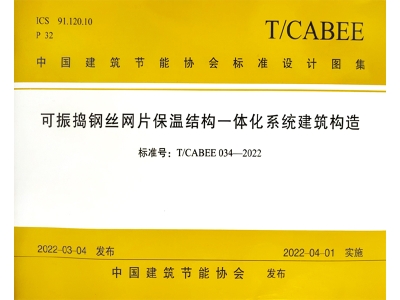 ICS 91.120.10
P 32
T/CABEE
中国建筑节能协会标准设计图集
可振捣钢丝网片保温结构一体化系统建筑构造
标准号：T/CABEE 034—2022
2022-03-04 发布
2022-04-01 实施
中国建筑节能协会 发布